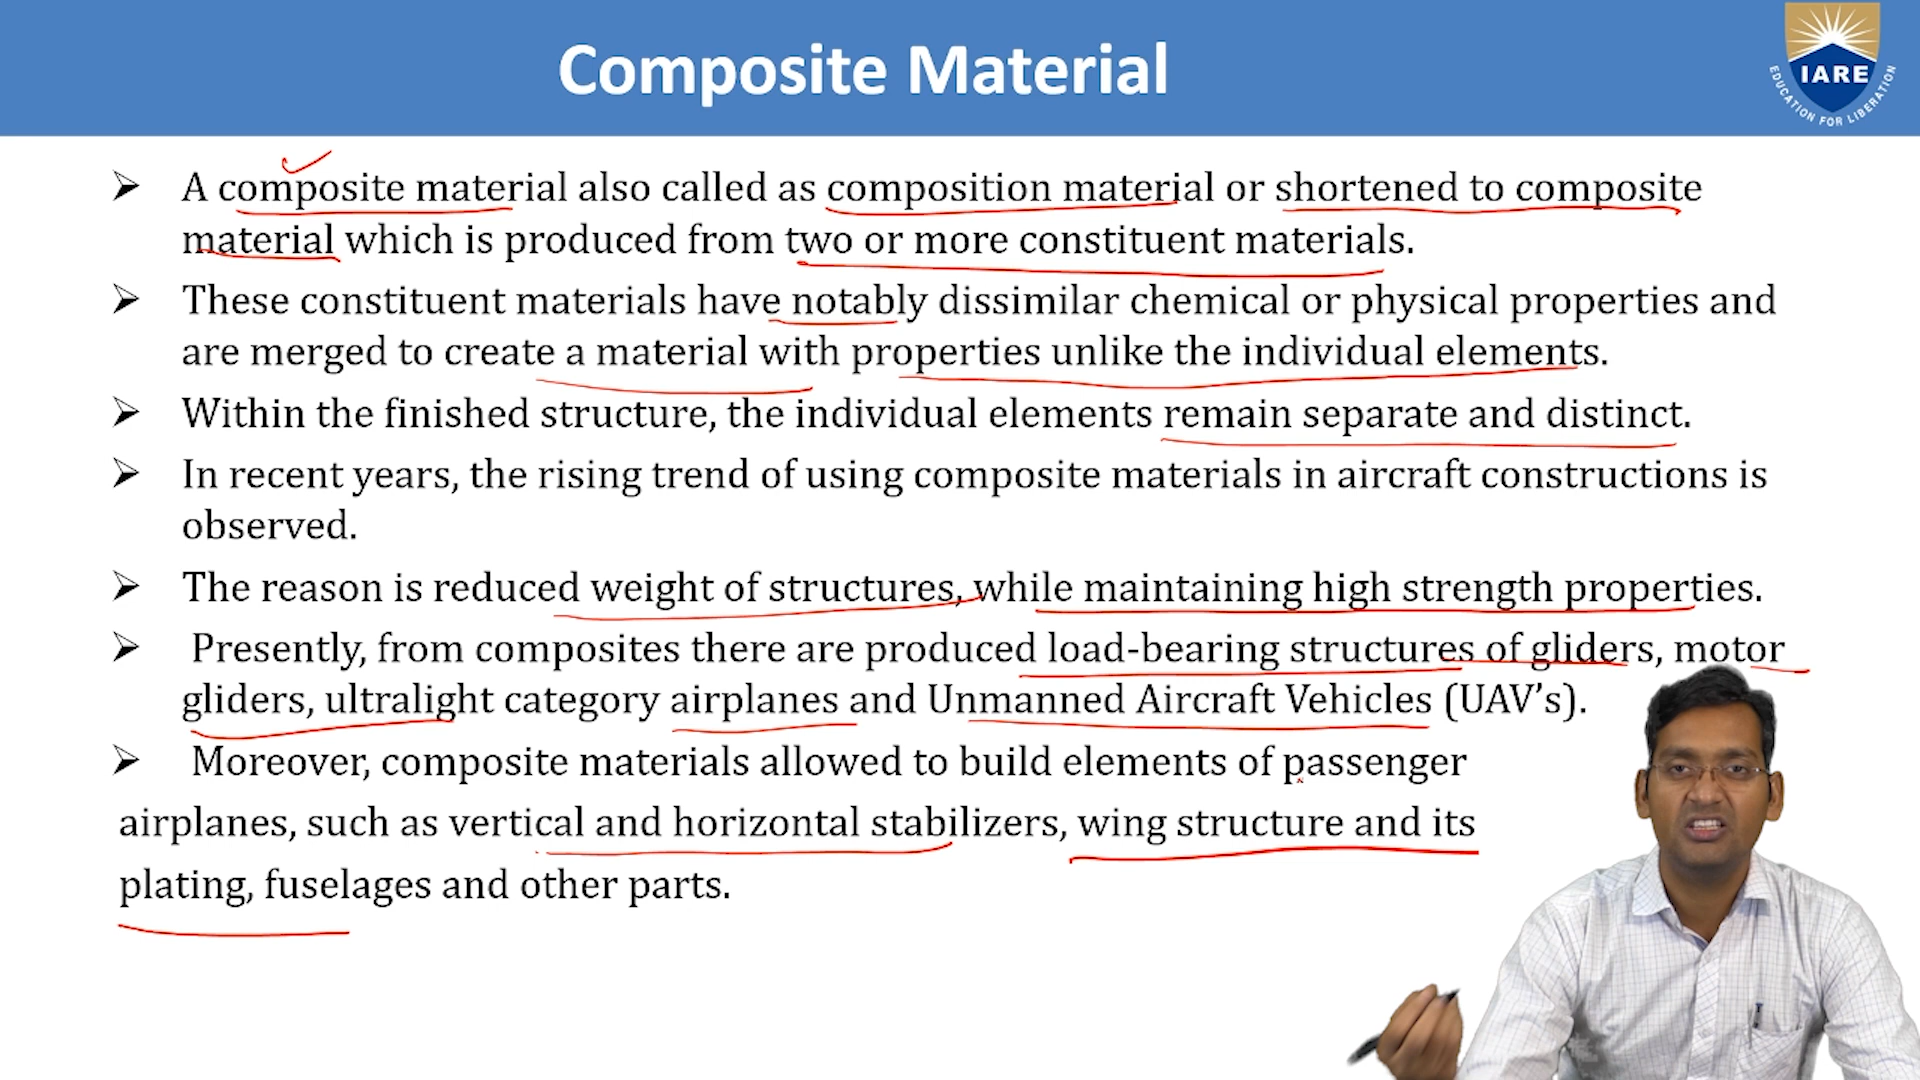 Composite Material
IARE
EDUCATION FOR LIBERATION
A composite material also called as composition material or shortened to composite
material which is produced from two or more constituent materials.
These constituent materials have notably dissimilar chemical or physical properties and
are merged to create a material with properties unlike the individual elements.
Within the finished structure, the individual elements remain separate and distinct.
In recent years, the rising trend of using composite materials in aircraft constructions is
observed.
The reason is reduced weight of structures, while maintaining high strength properties.
Presently, from composites there are produced load-bearing structures of gliders, motor
gliders, ultralight category airplanes and Unmanned Aircraft Vehicles (UAV’s).
Moreover, composite materials allowed to build elements of passenger
airplanes, such as vertical and horizontal stabilizers, wing structure and its
plating, fuselages and other parts.